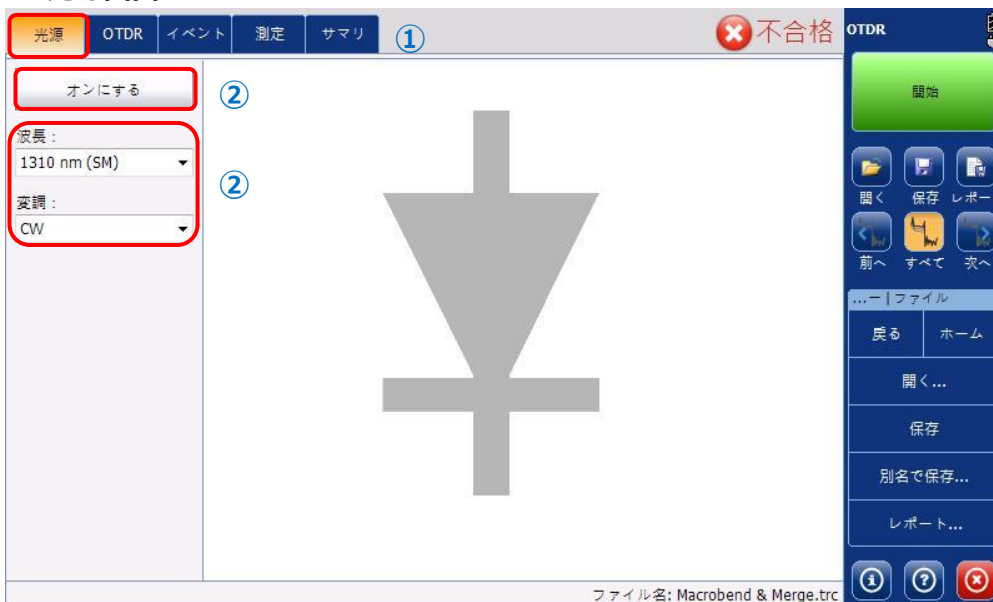 光源 OTDR イベント 測定 サマリ ①
不合格
オンにする ②
波長：
1310 nm (SM)
②
変調：
CW
ファイル名: Macrobend & Merge.trc
OTDR
開始
開く 保存 レポー
前へ すべて 次へ
...ー | ファイル
戻る ホーム
開く...
保存
別名で保存...
レポート...